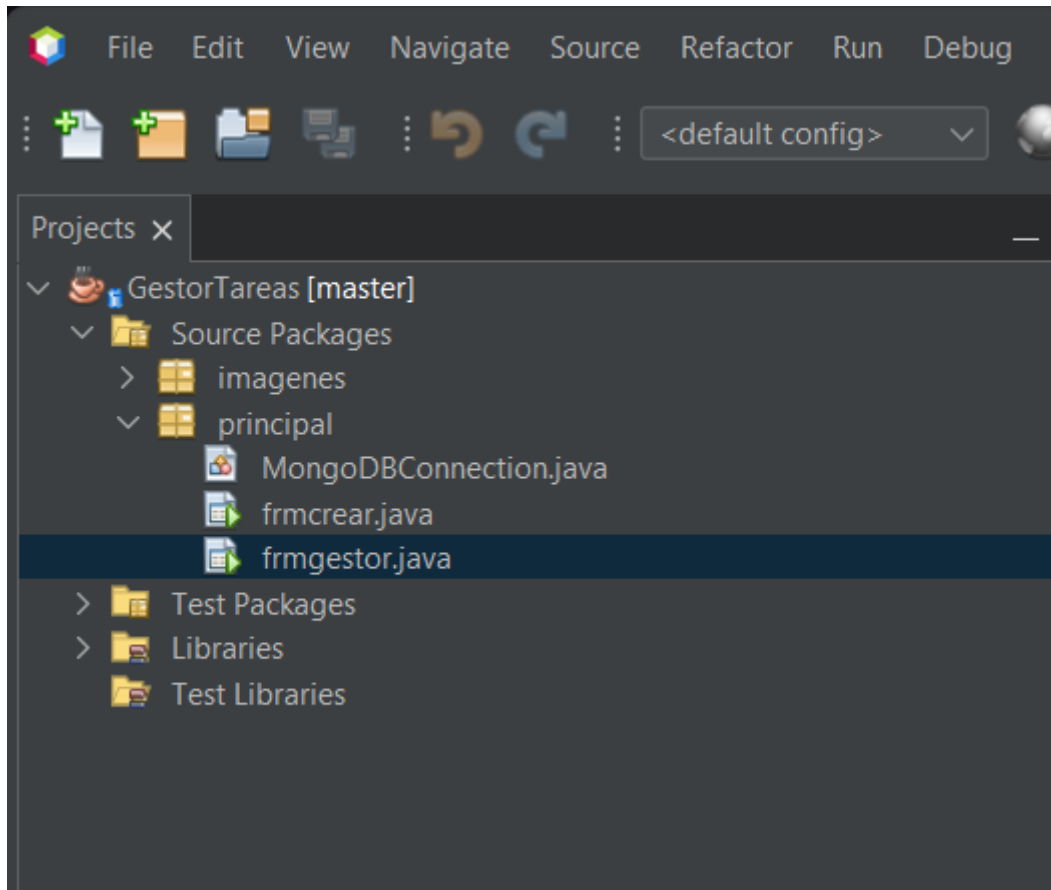 File Edit View Navigate Source Refactor Run Debug
<default config>
Projects
GestorTareas [master]
Source Packages
imagenes
principal
MongoDBConnection.java
frmcrear.java
frmgestor.java
Test Packages
Libraries
Test Libraries